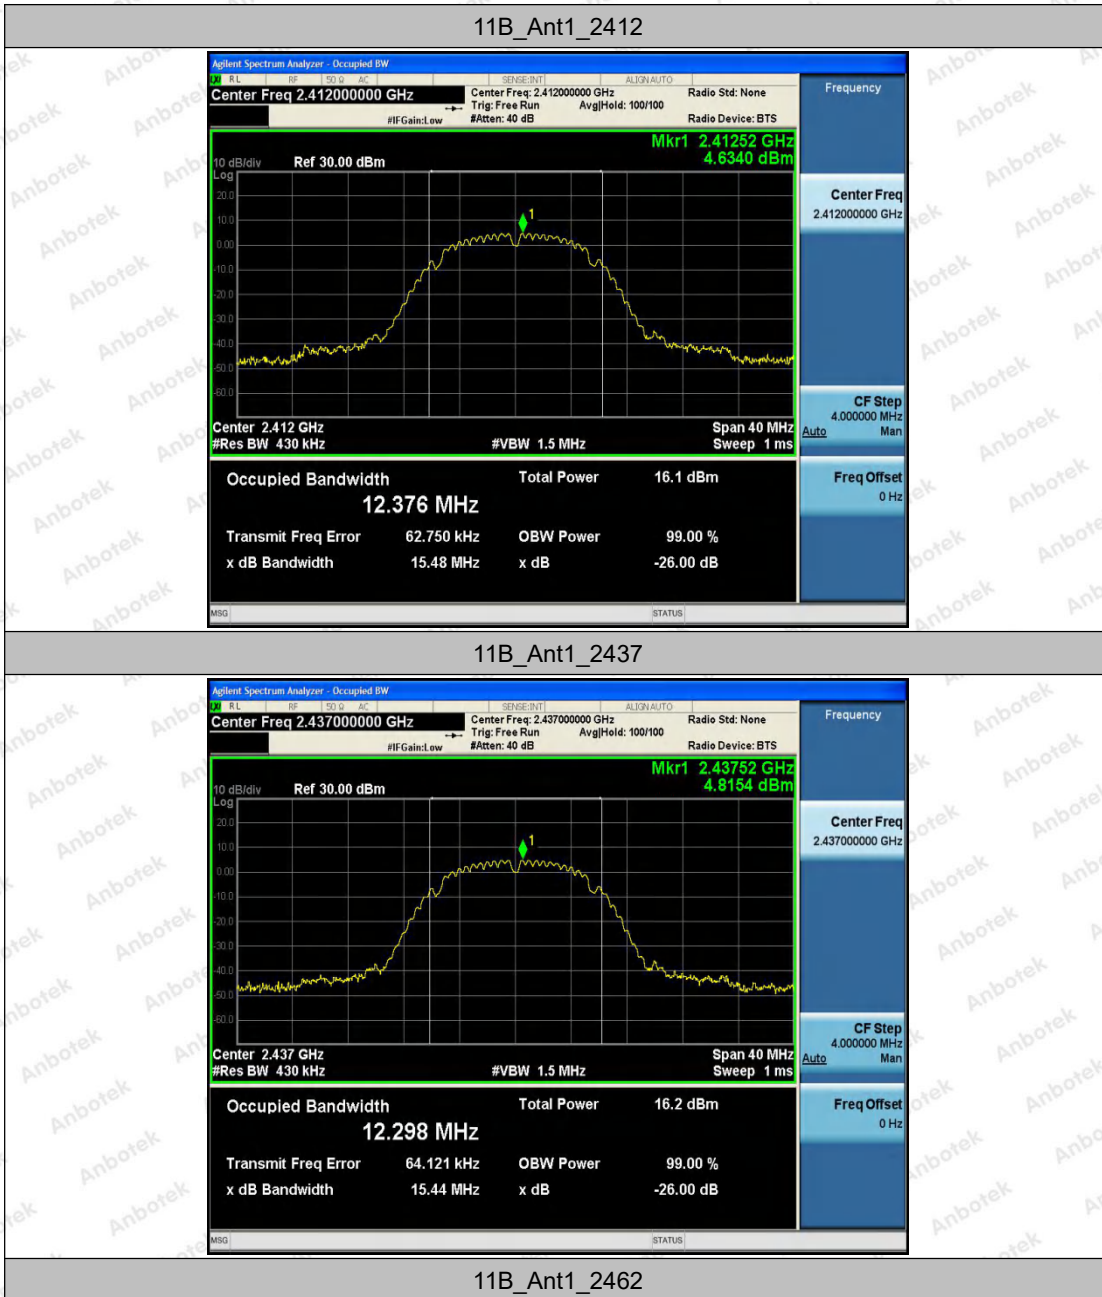 11B_Ant1_2412
Agilent Spectrum Analyzer - Occupied BW
RL RF 50 Ω AC SENSE:INT ALIGN AUTO
Center Freq 2.412000000 GHz
Center Freq: 2.412000000 GHz Radio Std: None
Trig: Free Run Avg|Hold: 100/100
#IFGain:Low #Atten: 40 dB Radio Device: BTS
Frequency
Mkr1 2.41252 GHz
4.6340 dBm
10 dB/div Ref 30.00 dBm
Log
20.0
10.0
0.00
-10.0
-20.0
-30.0
-40.0
-50.0
-60.0
1
Center 2.412 GHz Span 40 MHz
#Res BW 430 kHz #VBW 1.5 MHz Sweep 1 ms
Center Freq
2.412000000 GHz
CF Step
4.000000 MHz
Auto Man
Freq Offset
0 Hz
Occupied Bandwidth Total Power 16.1 dBm
12.376 MHz
Transmit Freq Error 62.750 kHz OBW Power 99.00 %
x dB Bandwidth 15.48 MHz x dB -26.00 dB
MSG STATUS
11B_Ant1_2437
Agilent Spectrum Analyzer - Occupied BW
RL RF 50 Ω AC SENSE:INT ALIGN AUTO
Center Freq 2.437000000 GHz
Center Freq: 2.437000000 GHz Radio Std: None
Trig: Free Run Avg|Hold: 100/100
#IFGain:Low #Atten: 40 dB Radio Device: BTS
Frequency
Mkr1 2.43752 GHz
4.8154 dBm
10 dB/div Ref 30.00 dBm
Log
20.0
10.0
0.00
-10.0
-20.0
-30.0
-40.0
-50.0
-60.0
1
Center 2.437 GHz Span 40 MHz
#Res BW 430 kHz #VBW 1.5 MHz Sweep 1 ms
Center Freq
2.437000000 GHz
CF Step
4.000000 MHz
Auto Man
Freq Offset
0 Hz
Occupied Bandwidth Total Power 16.2 dBm
12.298 MHz
Transmit Freq Error 64.121 kHz OBW Power 99.00 %
x dB Bandwidth 15.44 MHz x dB -26.00 dB
MSG STATUS
11B_Ant1_2462